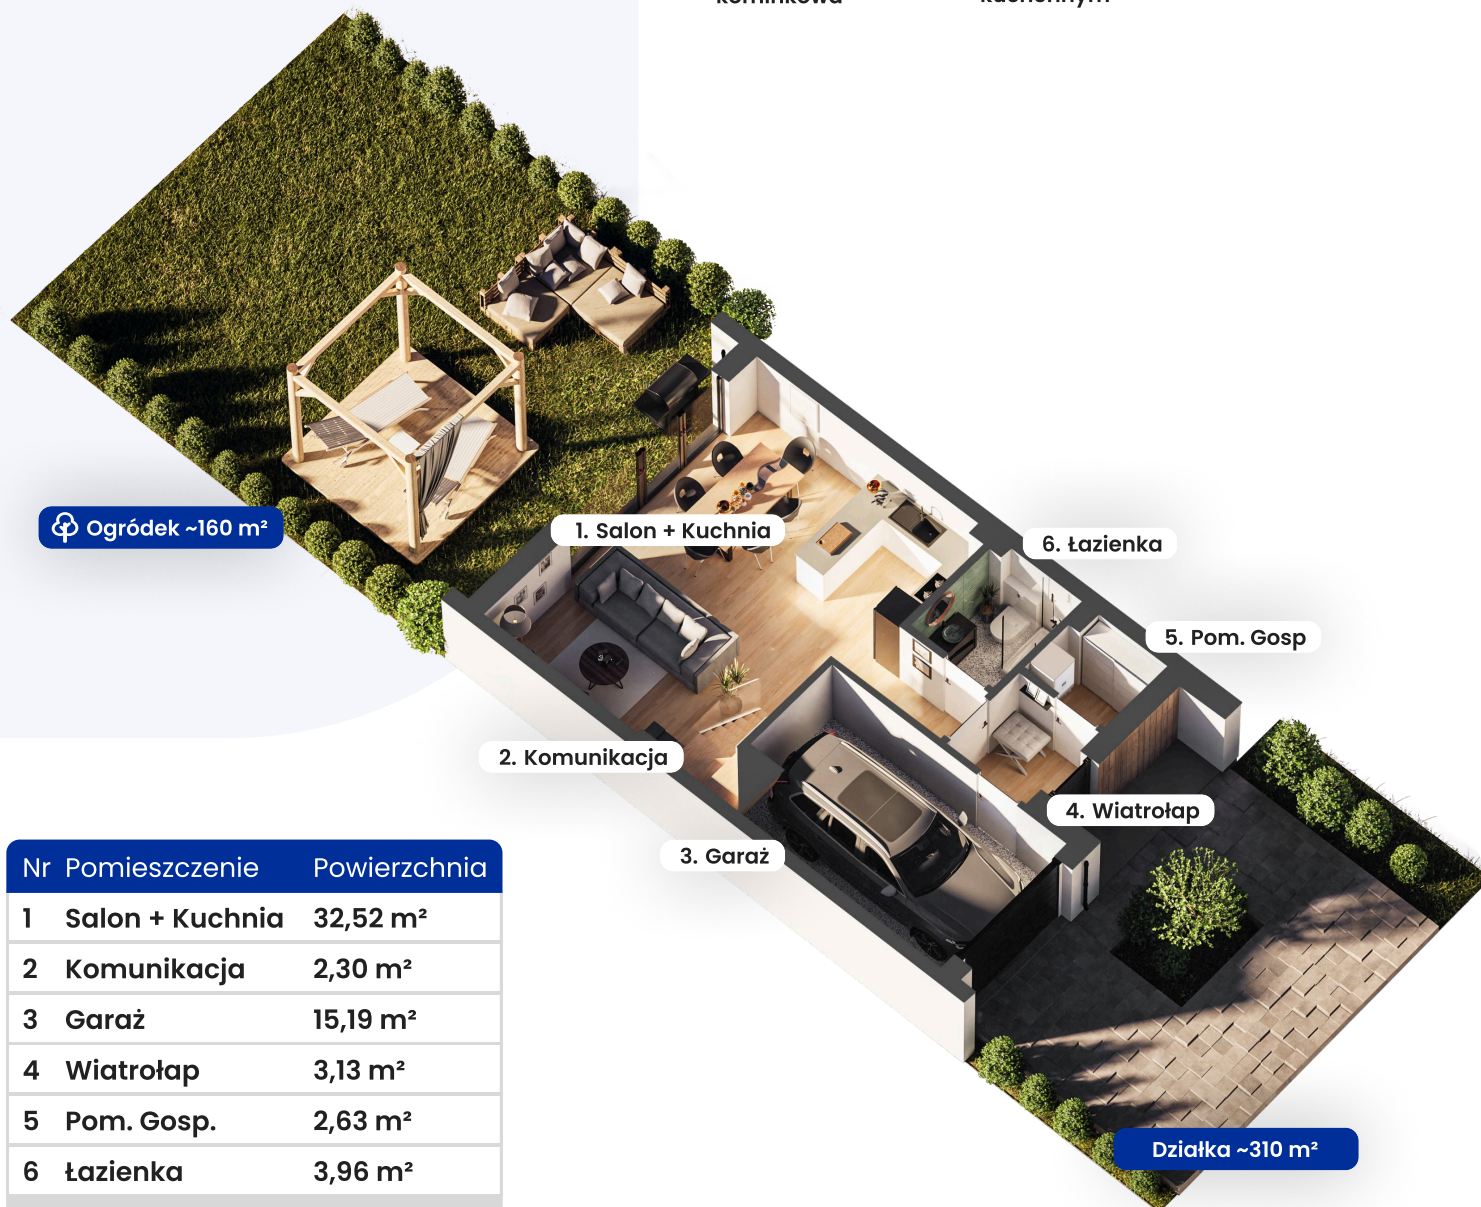 kominkowa
kuchennym
Ogródek ~160 m²
1. Salon + Kuchnia
6. Łazienka
5. Pom. Gosp
2. Komunikacja
4. Wiatrołap
3. Garaż
Nr Pomieszczenie Powierzchnia
1 Salon + Kuchnia 32,52 m²
2 Komunikacja 2,30 m²
3 Garaż 15,19 m²
4 Wiatrołap 3,13 m²
5 Pom. Gosp. 2,63 m²
6 Łazienka 3,96 m²
Działka ~310 m²